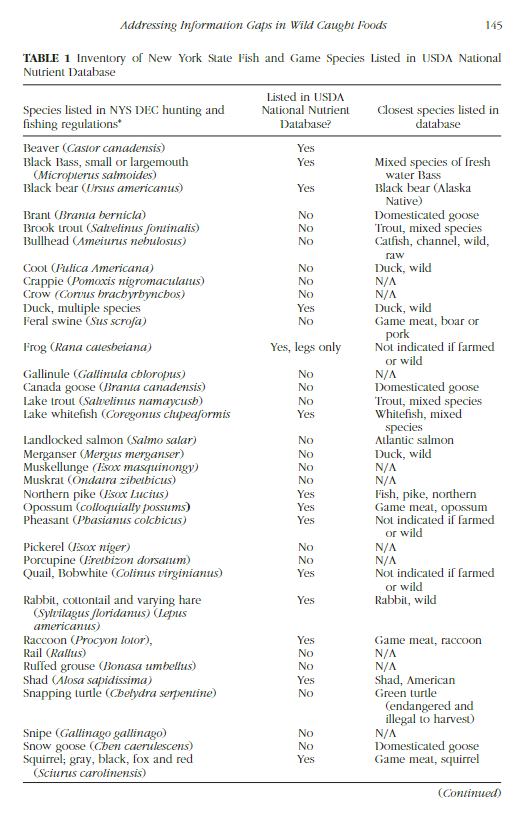 Addressing Information Gaps in Wild Caught Foods 145
TABLE 1 Inventory of New York State Fish and Game Species Listed in USDA National
Nutrient Database
Listed in USDA
Species listed in NYS DEC hunting and National Nutrient Closest species listed in
fishing regulations* Database? database
Beaver (Castor canadensis) Yes
Black Bass, small or largemouth Yes Mixed species of fresh
(Micropterus salmoides) water Bass
Black bear (Ursus americanus) Yes Black bear (Alaska
Native)
Brant (Branta bernicla) No Domesticated goose
Brook trout (Salvelinus fontinalis) No Trout, mixed species
Bullhead (Ameiurus nebulosus) No Catfish, channel, wild,
raw
Coot (Fulica Americana) No Duck, wild
Crappie (Pomoxis nigromaculatus) No N/A
Crow (Corvus brachyrhynchos) No N/A
Duck, multiple species Yes Duck, wild
Feral swine (Sus scrofa) No Game meat, boar or
pork
Frog (Rana catesbeiana) Yes, legs only Not indicated if farmed
or wild
Gallinule (Gallinula chloropus) No N/A
Canada goose (Branta canadensis) No Domesticated goose
Lake trout (Salvelinus namaycush) No Trout, mixed species
Lake whitefish (Coregonus clupeaformis Yes Whitefish, mixed
species
Landlocked salmon (Salmo salar) No Atlantic salmon
Merganser (Mergus merganser) No Duck, wild
Muskellunge (Esox masquinongy) No N/A
Muskrat (Ondatra zibethicus) No N/A
Northern pike (Esox Lucius) Yes Fish, pike, northern
Opossum (colloquially possums) Yes Game meat, opossum
Pheasant (Phasianus colchicus) Yes Not indicated if farmed
or wild
Pickerel (Esox niger) No N/A
Porcupine (Erethizon dorsatum) No N/A
Quail, Bobwhite (Colinus virginianus) Yes Not indicated if farmed
or wild
Rabbit, cottontail and varying hare Yes Rabbit, wild
(Sylvilagus floridanus) (Lepus
americanus)
Raccoon (Procyon lotor), Yes Game meat, raccoon
Rail (Rallus) No N/A
Ruffed grouse (Bonasa umbellus) No N/A
Shad (Alosa sapidissima) Yes Shad, American
Snapping turtle (Chelydra serpentine) No Green turtle
(endangered and
illegal to harvest)
Snipe (Gallinago gallinago) No N/A
Snow goose (Chen caerulescens) No Domesticated goose
Squirrel; gray, black, fox and red Yes Game meat, squirrel
(Sciurus carolinensis)
(Continued)